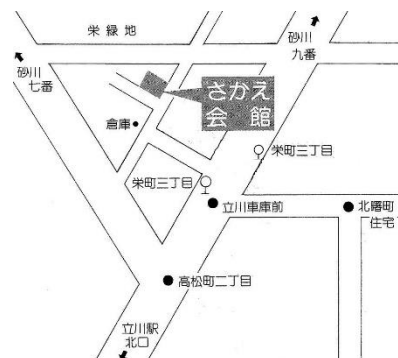 栄緑地
砂川
九番
砂川
七番
さかえ
会館
倉庫
栄町三丁目
栄町三丁目
立川車庫前
北曙町
住宅
高松町二丁目
立川駅
北口